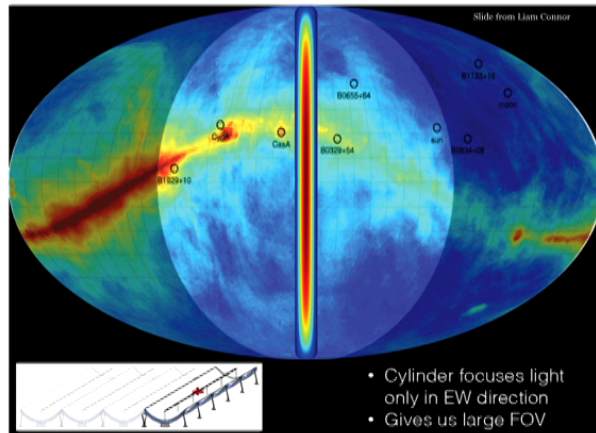 Slide from Liam Connor
B1133+16
moon
B0655+64
CygA
CasA
B0329+54
sun
B0834+06
B1929+10
• Cylinder focuses light
only in EW direction
• Gives us large FOV